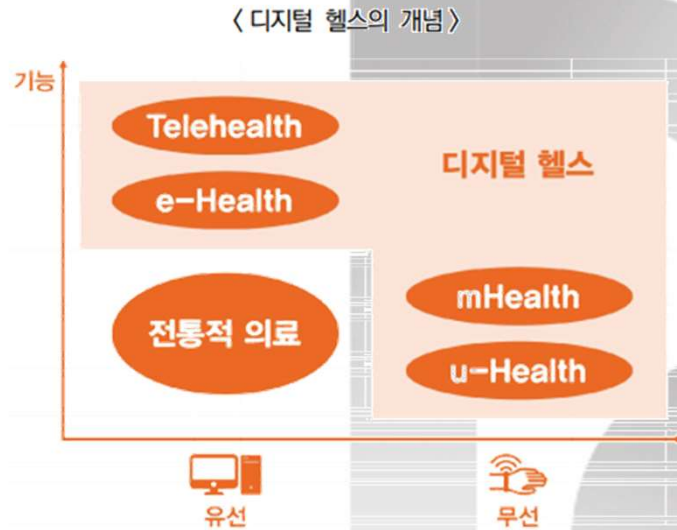 〈 디지털 헬스의 개념 〉
기능
Telehealth
디지털 헬스
e-Health
mHealth
전통적 의료
u-Health
유선
무선